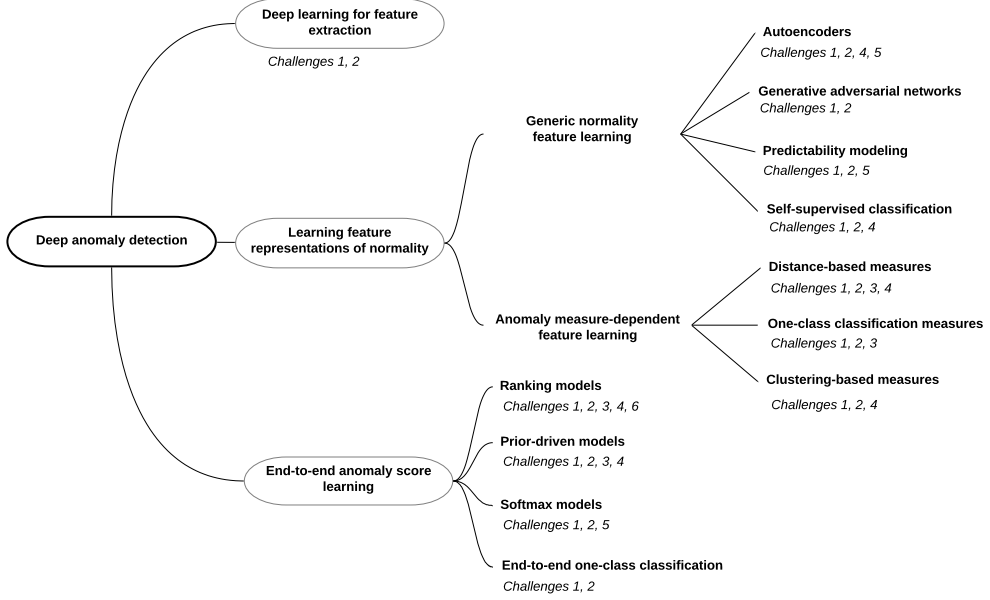 Deep learning for feature
extraction
Challenges 1, 2
Autoencoders
Challenges 1, 2, 4, 5
Generative adversarial networks
Challenges 1, 2
Generic normality
feature learning
Predictability modeling
Challenges 1, 2, 5
Self-supervised classification
Challenges 1, 2, 4
Deep anomaly detection
Learning feature
representations of normality
Distance-based measures
Challenges 1, 2, 3, 4
Anomaly measure-dependent
feature learning
One-class classification measures
Challenges 1, 2, 3
Clustering-based measures
Challenges 1, 2, 4
Ranking models
Challenges 1, 2, 3, 4, 6
Prior-driven models
Challenges 1, 2, 3, 4
End-to-end anomaly score
learning
Softmax models
Challenges 1, 2, 5
End-to-end one-class classification
Challenges 1, 2